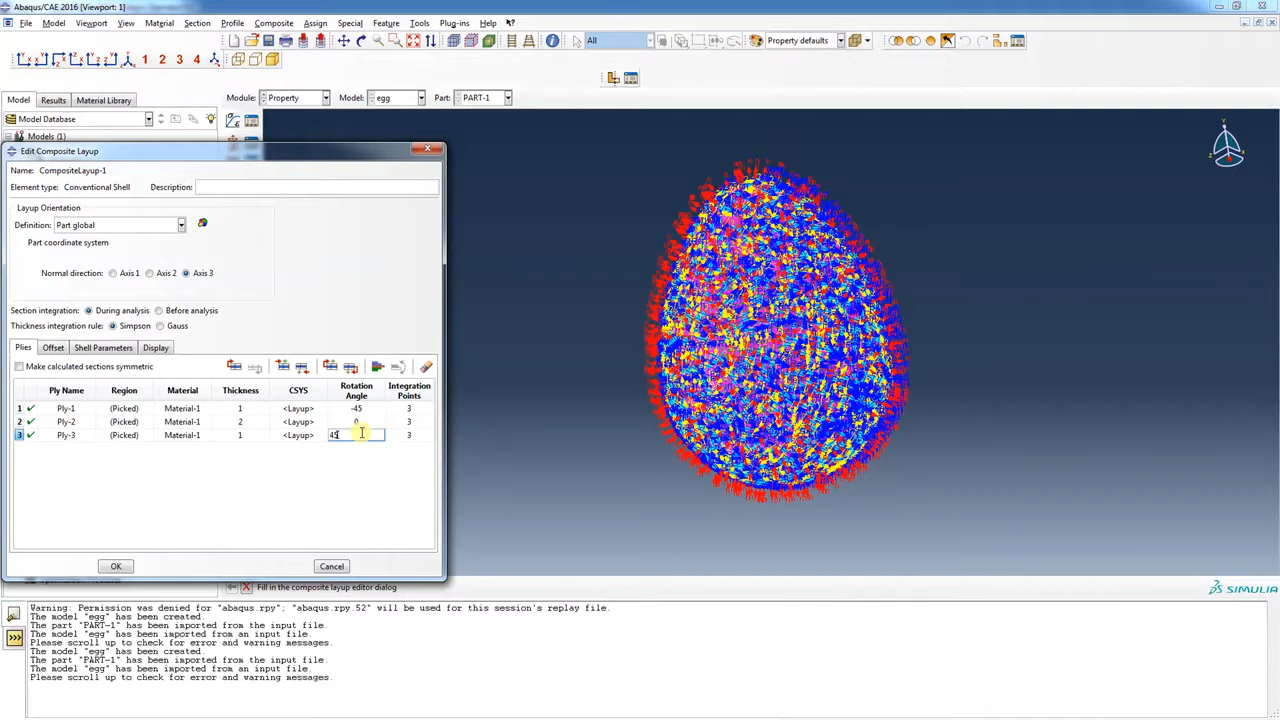 Abaqus/CAE 2016 [Viewport: 1]
File Model Viewport View Material Section Profile Composite Assign Special Feature Tools Plug-ins Help
All Property defaults
1 2 3 4
Model Results Material Library Module: Property Model: egg Part: PART-1
Model Database
Models (1)
Edit Composite Layup
Name: CompositeLayup-1
Element type: Conventional Shell Description:
Layup Orientation
Definition: Part global
Part coordinate system
Normal direction: Axis 1 Axis 2 Axis 3
Section integration: During analysis Before analysis
Thickness integration rule: Simpson Gauss
Plies Offset Shell Parameters Display
Make calculated sections symmetric
Ply Name Region Material Thickness CSYS Rotation Angle Integration Points
1 Ply-1 (Picked) Material-1 1 <Layup> -45 3
2 Ply-2 (Picked) Material-1 2 <Layup> 0 3
3 Ply-3 (Picked) Material-1 1 <Layup> 45 3
OK Cancel
Fill in the composite layup editor dialog
SIMULIA
Warning: Permission was denied for "abaqus.rpy"; "abaqus.rpy.52" will be used for this session's replay file.
The model "egg" has been created.
The part "PART-1" has been imported from the input file.
The model "egg" has been imported from an input file.
Please scroll up to check for error and warning messages.
The model "egg" has been created.
The part "PART-1" has been imported from the input file.
The model "egg" has been imported from an input file.
Please scroll up to check for error and warning messages.